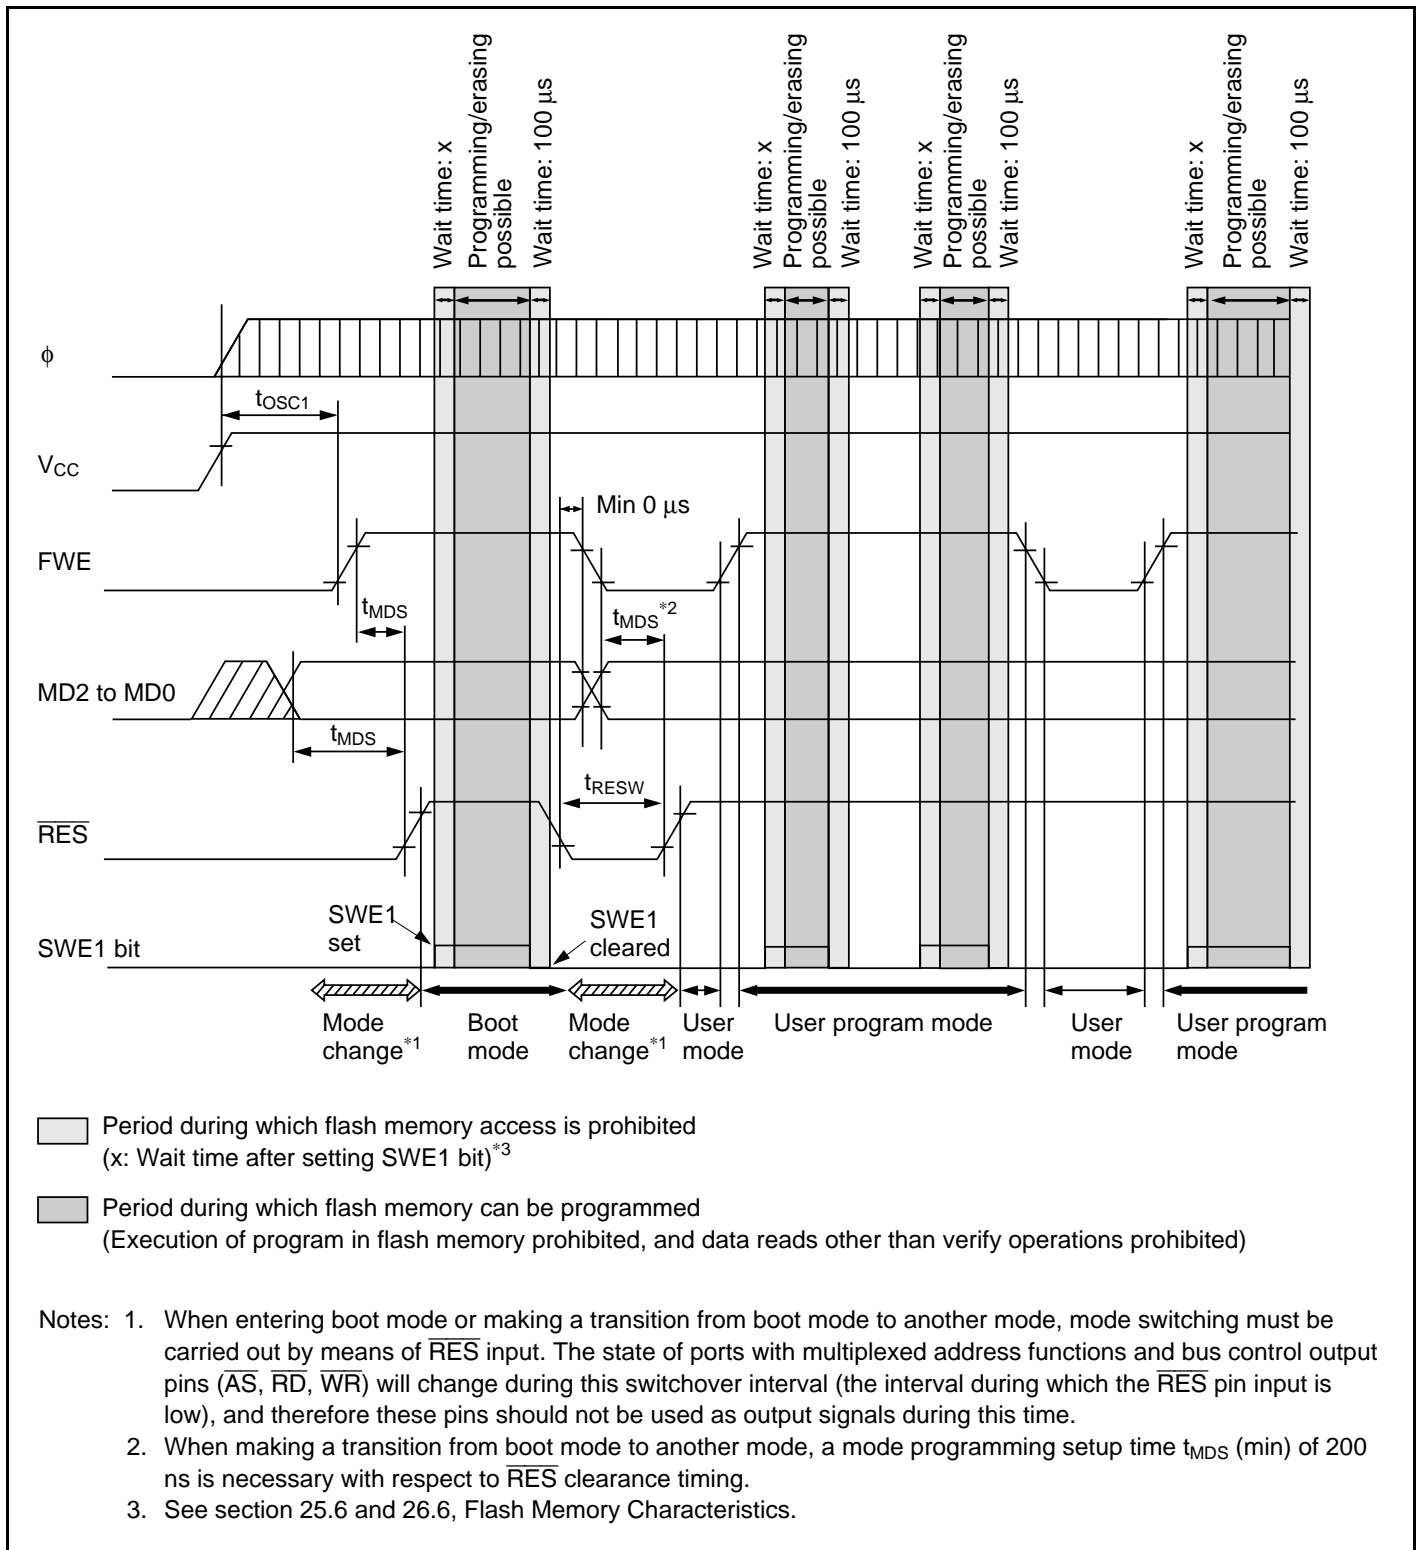 Wait time: x
Programming/erasing
possible
Wait time: 100 µs
Wait time: x
Programming/erasing
possible
Wait time: 100 µs
Wait time: x
Programming/erasing
possible
Wait time: 100 µs
Wait time: x
Programming/erasing
possible
Wait time: 100 µs
φ
tOSC1
VCC
Min 0 µs
FWE
tMDS
tMDS*2
MD2 to MD0
tMDS
tRESW
RES
SWE1
set
SWE1
cleared
SWE1 bit
Mode
change*1
Boot
mode
Mode
change*1
User
mode
User program mode
User
mode
User program
mode
Period during which flash memory access is prohibited
(x: Wait time after setting SWE1 bit)*3
Period during which flash memory can be programmed
(Execution of program in flash memory prohibited, and data reads other than verify operations prohibited)
Notes: 1. When entering boot mode or making a transition from boot mode to another mode, mode switching must be
carried out by means of RES input. The state of ports with multiplexed address functions and bus control output
pins (AS, RD, WR) will change during this switchover interval (the interval during which the RES pin input is
low), and therefore these pins should not be used as output signals during this time.
2. When making a transition from boot mode to another mode, a mode programming setup time tMDS (min) of 200
ns is necessary with respect to RES clearance timing.
3. See section 25.6 and 26.6, Flash Memory Characteristics.